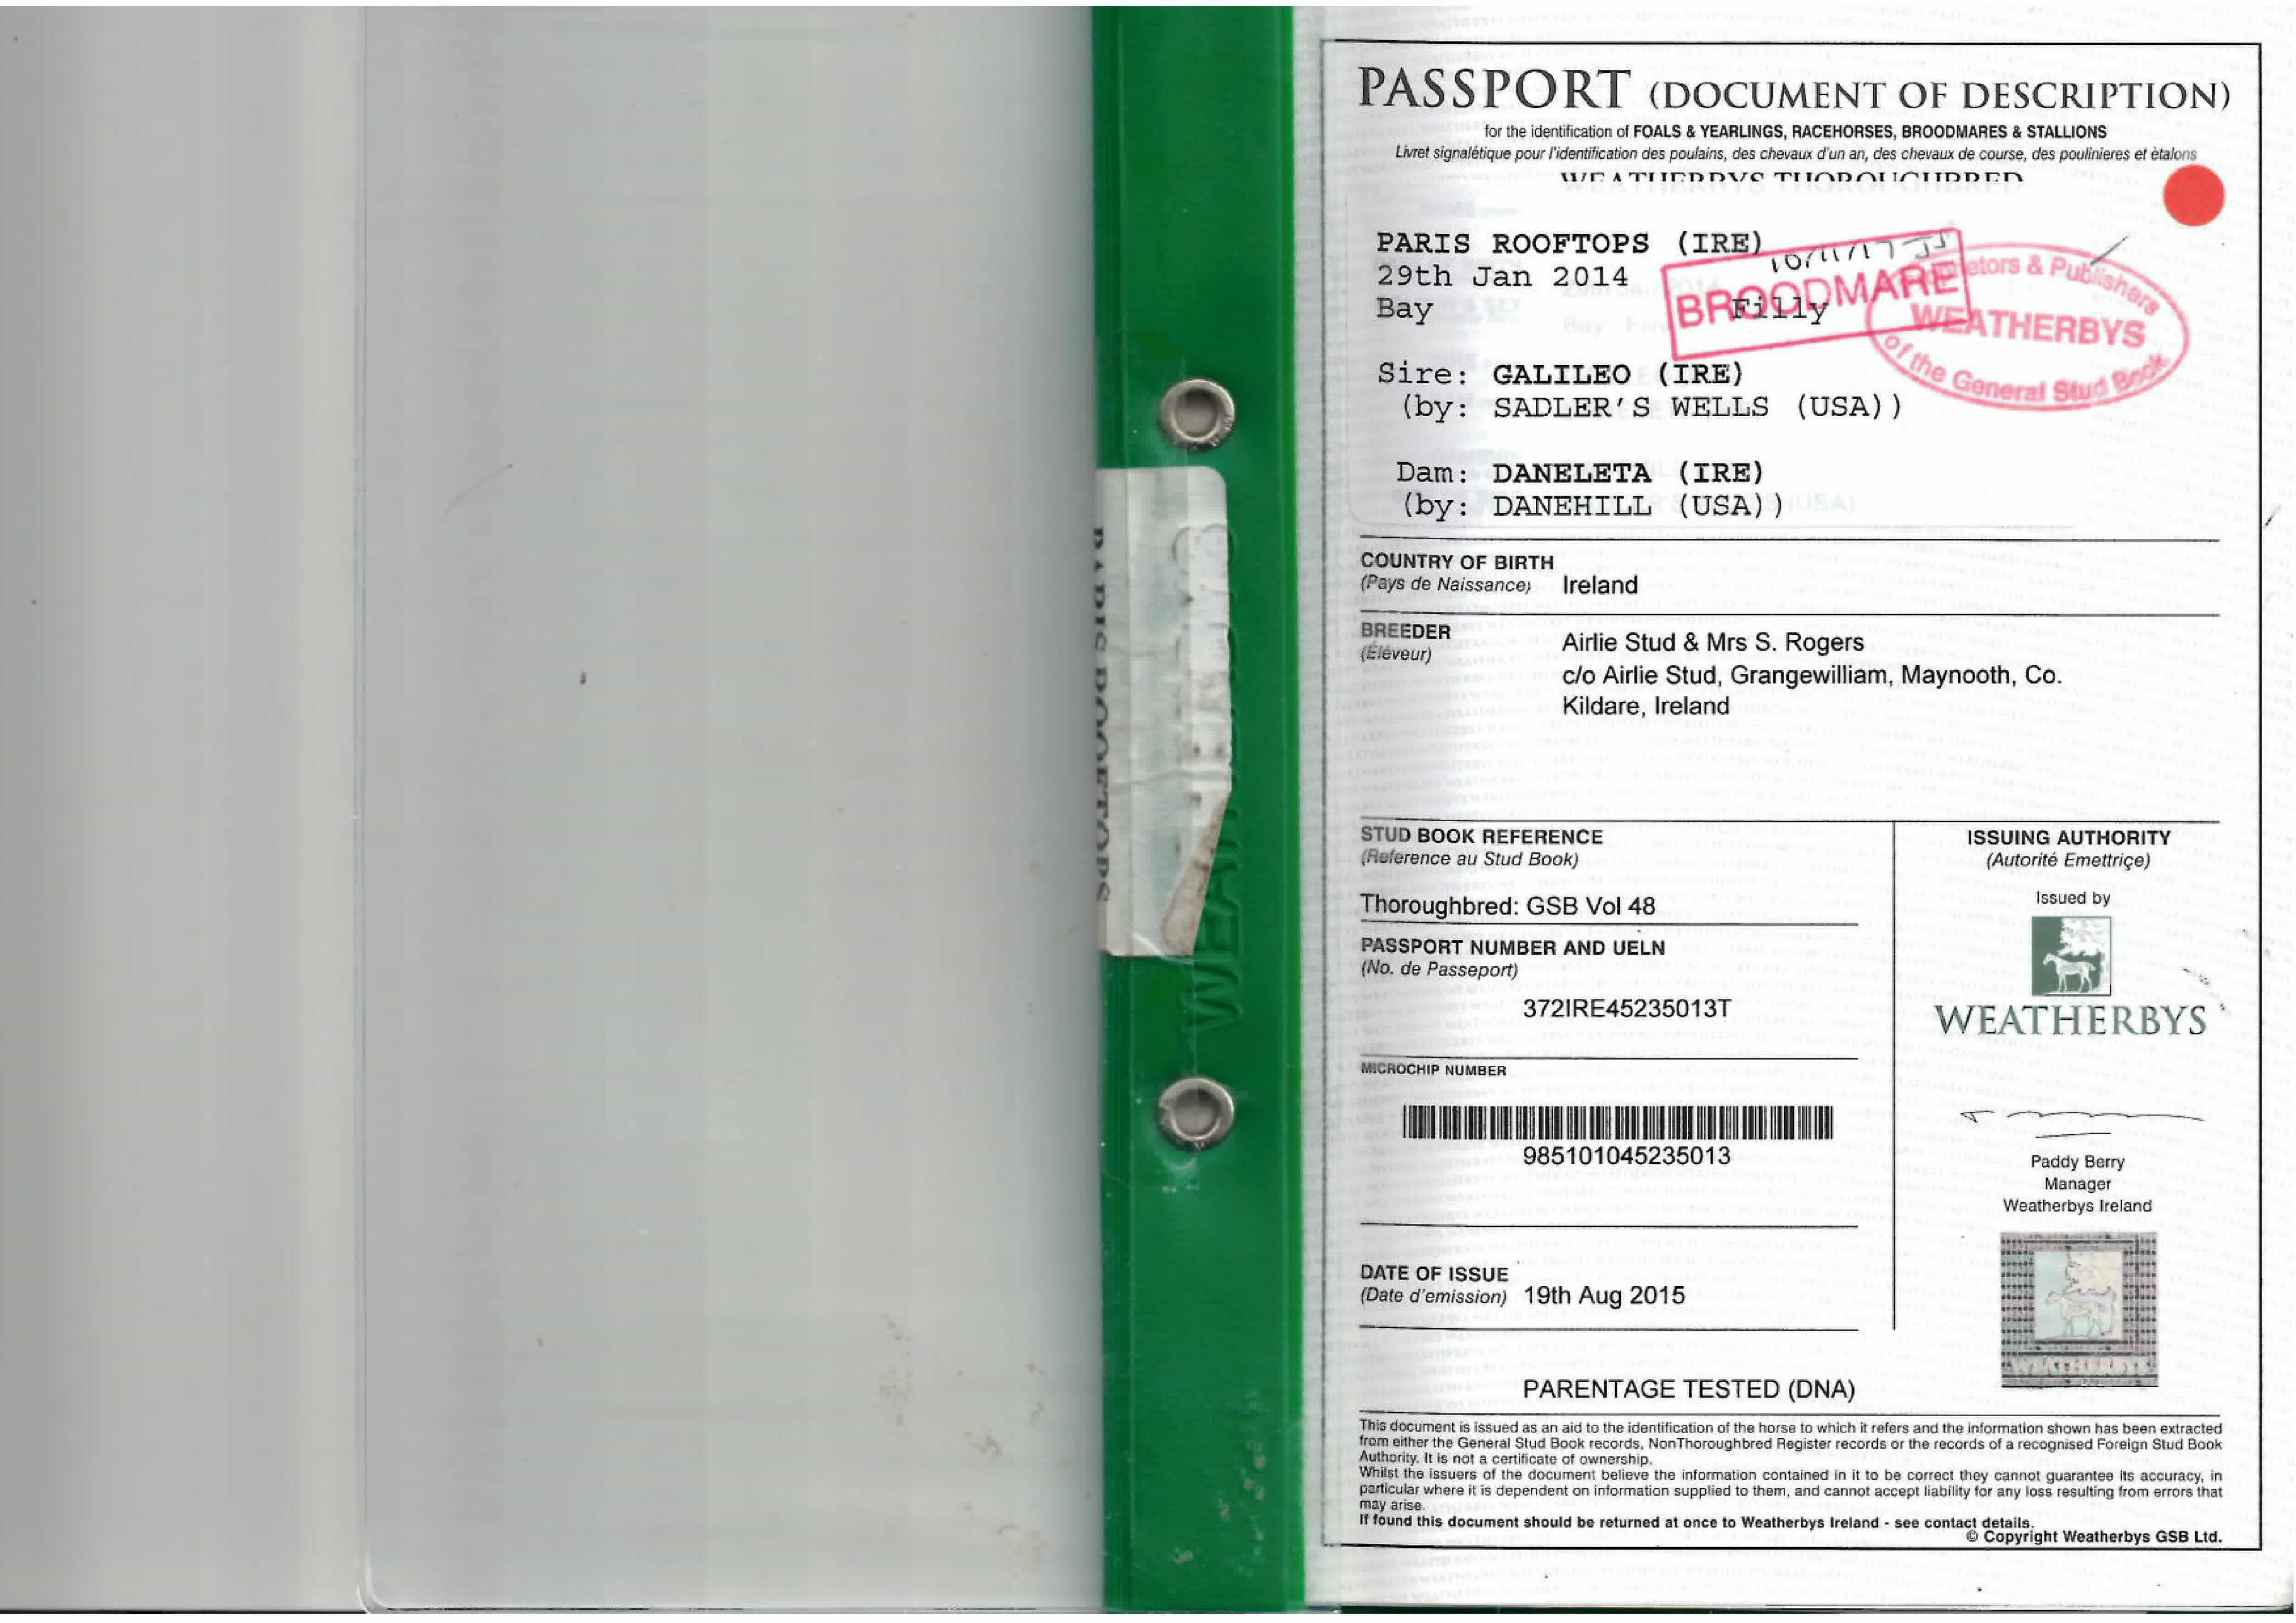 PASSPORT (DOCUMENT OF DESCRIPTION)
for the identification of FOALS & YEARLINGS, RACEHORSES, BROODMARES & STALLIONS
Livret signalétique pour l'identification des poulains, des chevaux d'un an, des chevaux de course, des poulinieres et ètalons
WEATHERBYS THOROUGHBRED
PARIS ROOFTOPS (IRE)
29th Jan 2014
Bay Filly
BROODMARE
Proprietors & Publishers
WEATHERBYS
of the General Stud Book
Sire: GALILEO (IRE)
(by: SADLER'S WELLS (USA))
Dam: DANELETA (IRE)
(by: DANEHILL (USA))
COUNTRY OF BIRTH
(Pays de Naissance) Ireland
BREEDER
(Éléveur)
Airlie Stud & Mrs S. Rogers
c/o Airlie Stud, Grangewilliam, Maynooth, Co.
Kildare, Ireland
STUD BOOK REFERENCE
(Reference au Stud Book)
Thoroughbred: GSB Vol 48
PASSPORT NUMBER AND UELN
(No. de Passeport)
372IRE45235013T
MICROCHIP NUMBER
985101045235013
DATE OF ISSUE
(Date d'emission) 19th Aug 2015
ISSUING AUTHORITY
(Autorité Emettriçe)
Issued by
WEATHERBYS
Paddy Berry
Manager
Weatherbys Ireland
WEATHERBYS
PARENTAGE TESTED (DNA)
This document is issued as an aid to the identification of the horse to which it refers and the information shown has been extracted
from either the General Stud Book records, NonThoroughbred Register records or the records of a recognised Foreign Stud Book
Authority. It is not a certificate of ownership.
Whilst the issuers of the document believe the information contained in it to be correct they cannot guarantee its accuracy, in
particular where it is dependent on information supplied to them, and cannot accept liability for any loss resulting from errors that
may arise.
If found this document should be returned at once to Weatherbys Ireland - see contact details.
© Copyright Weatherbys GSB Ltd.
PARIS ROOFTOPS